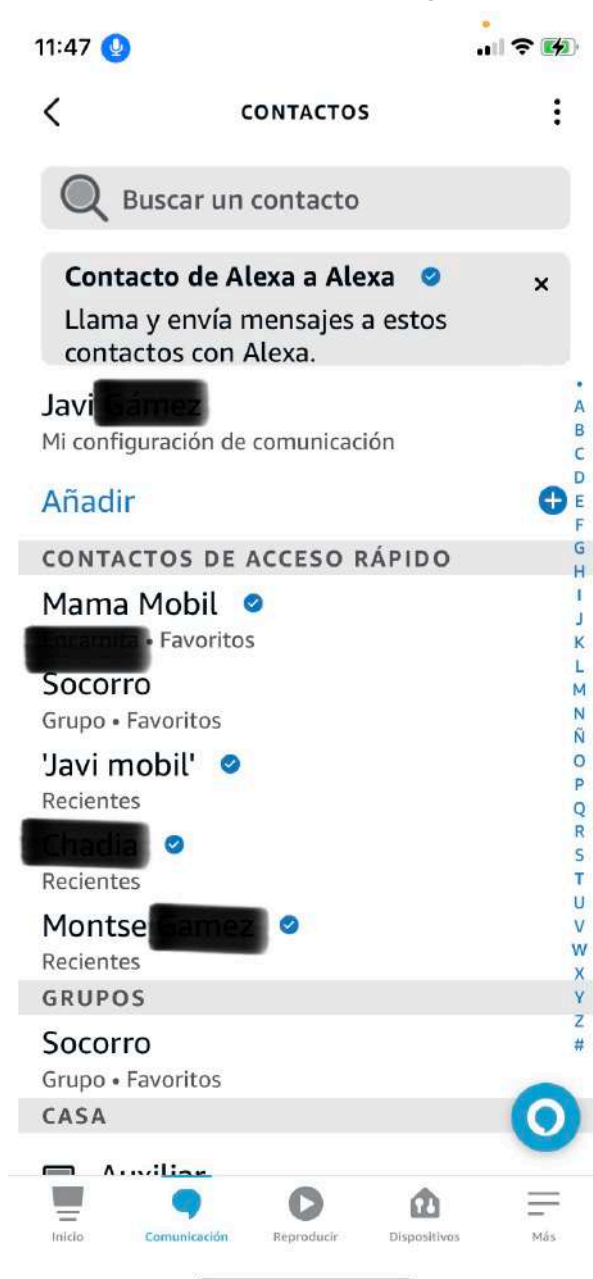 11:47
CONTACTOS
Buscar un contacto
Contacto de Alexa a Alexa
×
Llama y envía mensajes a estos
contactos con Alexa.
Javi
Mi configuración de comunicación
Añadir
CONTACTOS DE ACCESO RÁPIDO
Mama Mobil
• Favoritos
Socorro
Grupo • Favoritos
'Javi mobil'
Recientes
Recientes
Montse
Recientes
GRUPOS
Socorro
Grupo • Favoritos
CASA
Auxiliar
•
A
B
C
D
E
F
G
H
I
J
K
L
M
N
Ñ
O
P
Q
R
S
T
U
V
W
X
Y
Z
#
Inicio
Comunicación
Reproducir
Dispositivos
Más